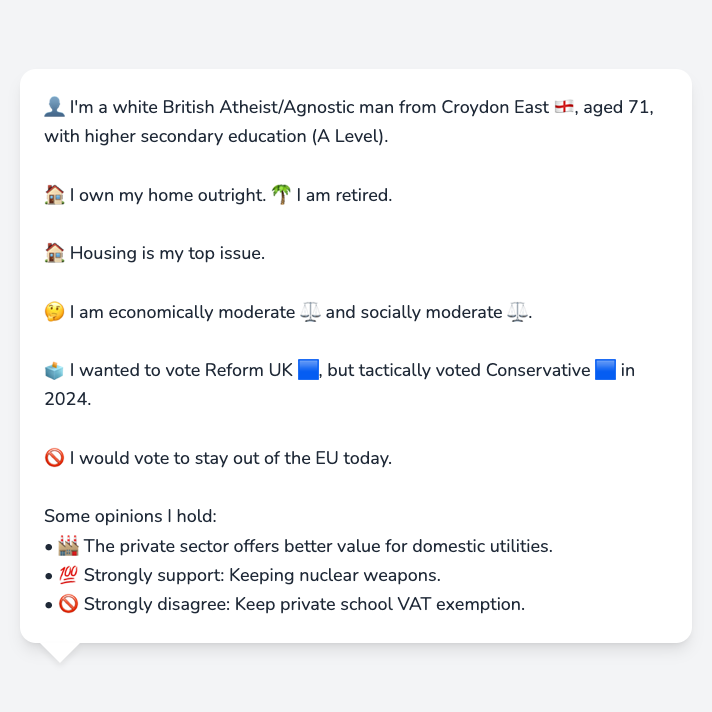 👤 I'm a white British Atheist/Agnostic man from Croydon East 🏴󠁧󠁢󠁥󠁮󠁧󠁿, aged 71,
with higher secondary education (A Level).
🏠 I own my home outright. 🌴 I am retired.
🏠 Housing is my top issue.
🤔 I am economically moderate ⚖️ and socially moderate ⚖️.
🗳️ I wanted to vote Reform UK 🟦, but tactically voted Conservative 🟦 in
2024.
🚫 I would vote to stay out of the EU today.
Some opinions I hold:
• 🏭 The private sector offers better value for domestic utilities.
• 💯 Strongly support: Keeping nuclear weapons.
• 🚫 Strongly disagree: Keep private school VAT exemption.